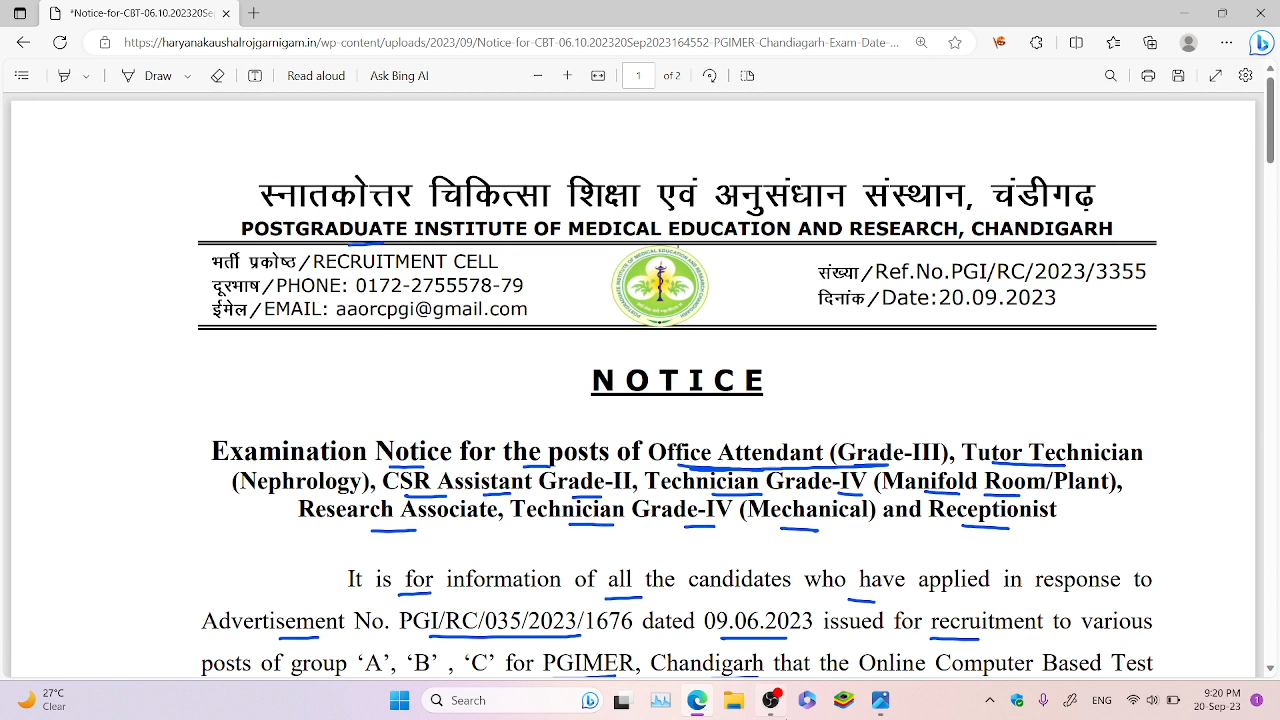 *Notice-for-CBT-06.10.202320Sep
https://haryanakaushalrojgarnigam.in/wp-content/uploads/2023/09/Notice-for-CBT-06.10.202320Sep2023164552-PGIMER-Chandiagarh-Exam-Date-...
Draw
Read aloud
Ask Bing AI
1 of 2
स्नातकोत्तर चिकित्सा शिक्षा एवं अनुसंधान संस्थान, चंडीगढ़
POSTGRADUATE INSTITUTE OF MEDICAL EDUCATION AND RESEARCH, CHANDIGARH
भर्ती प्रकोष्ठ/RECRUITMENT CELL
दूरभाष/PHONE: 0172-2755578-79
ईमेल/EMAIL: aaorcpgi@gmail.com
संख्या/Ref.No.PGI/RC/2023/3355
दिनांक/Date:20.09.2023
N O T I C E
Examination Notice for the posts of Office Attendant (Grade-III), Tutor Technician
(Nephrology), CSR Assistant Grade-II, Technician Grade-IV (Manifold Room/Plant),
Research Associate, Technician Grade-IV (Mechanical) and Receptionist
It is for information of all the candidates who have applied in response to
Advertisement No. PGI/RC/035/2023/1676 dated 09.06.2023 issued for recruitment to various
posts of group ‘A’, ‘B’ , ‘C’ for PGIMER, Chandigarh that the Online Computer Based Test
27°C
Clear
Search
ENG
9:20 PM
20-Sep-23
1